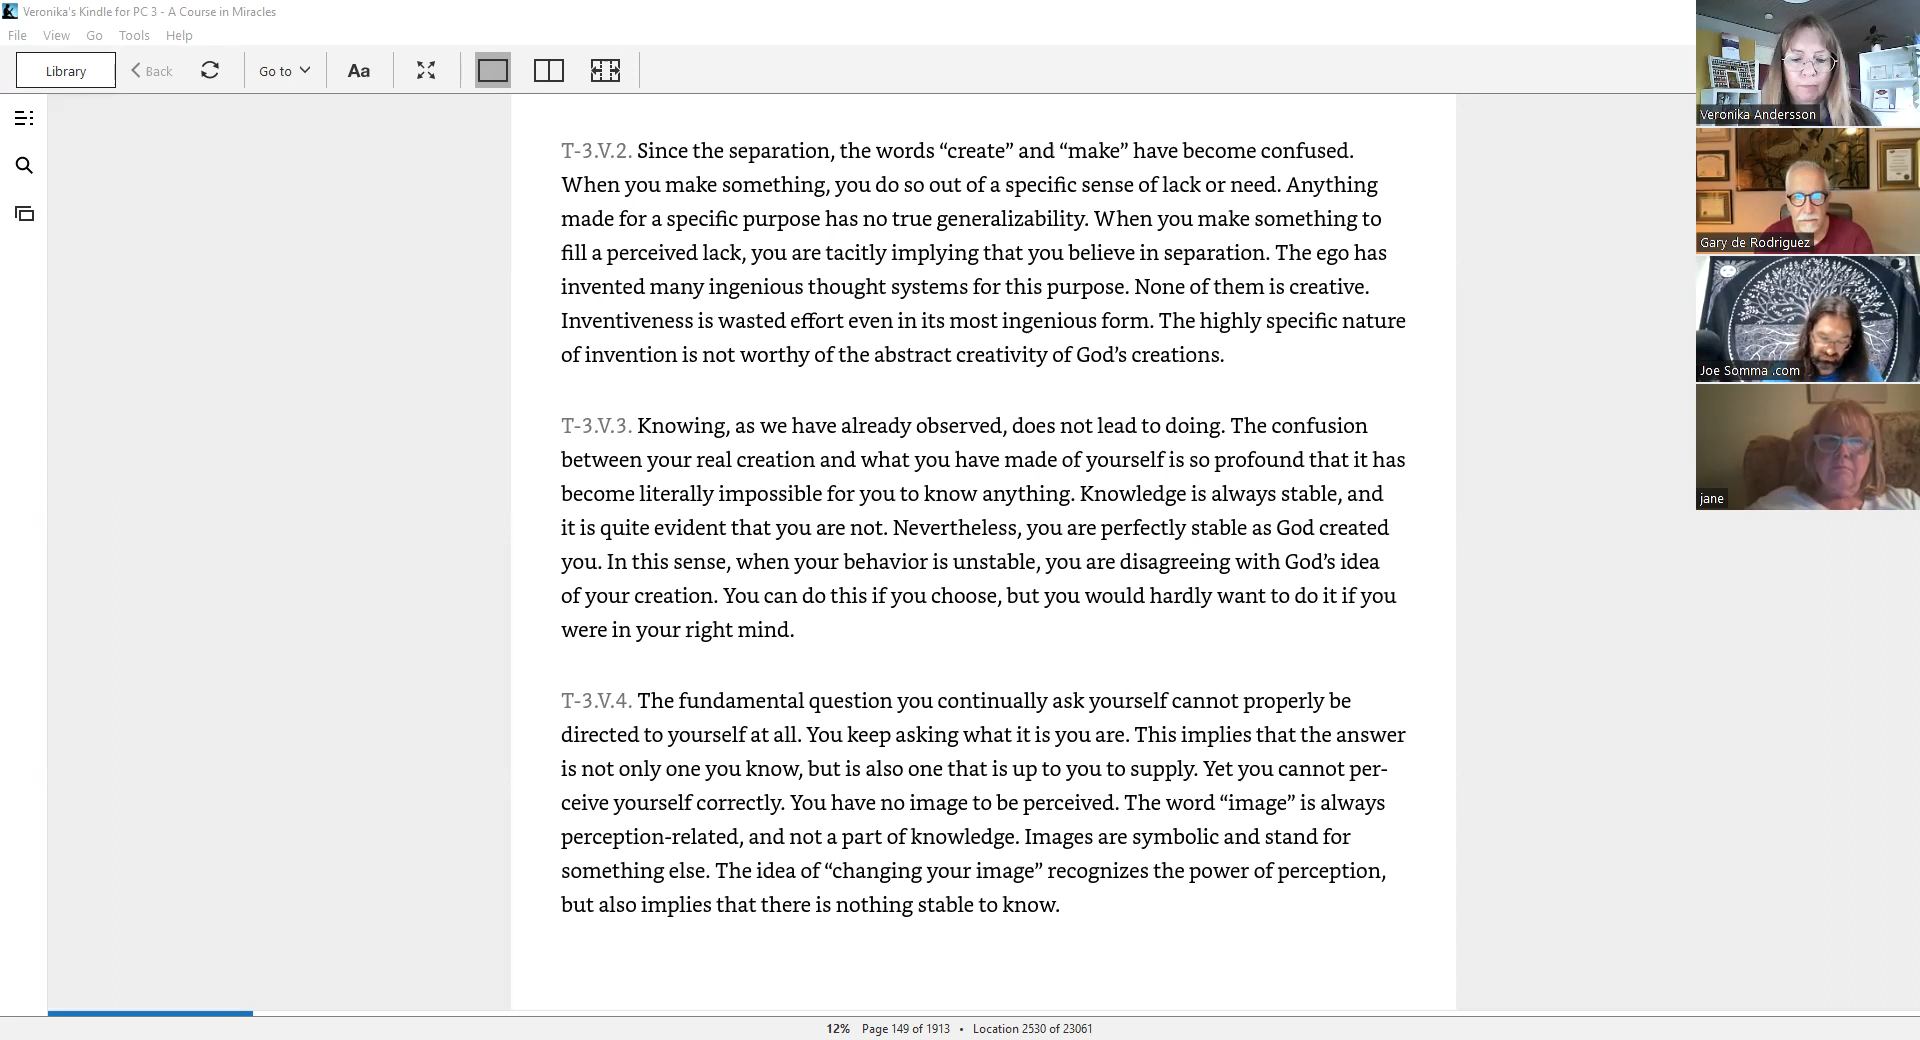 Veronika's Kindle for PC 3 - A Course in Miracles
File View Go Tools Help
Library Back Go to Aa
T-3.V.2. Since the separation, the words “create” and “make” have become confused.
When you make something, you do so out of a specific sense of lack or need. Anything
made for a specific purpose has no true generalizability. When you make something to
fill a perceived lack, you are tacitly implying that you believe in separation. The ego has
invented many ingenious thought systems for this purpose. None of them is creative.
Inventiveness is wasted effort even in its most ingenious form. The highly specific nature
of invention is not worthy of the abstract creativity of God’s creations.
T-3.V.3. Knowing, as we have already observed, does not lead to doing. The confusion
between your real creation and what you have made of yourself is so profound that it has
become literally impossible for you to know anything. Knowledge is always stable, and
it is quite evident that you are not. Nevertheless, you are perfectly stable as God created
you. In this sense, when your behavior is unstable, you are disagreeing with God’s idea
of your creation. You can do this if you choose, but you would hardly want to do it if you
were in your right mind.
T-3.V.4. The fundamental question you continually ask yourself cannot properly be
directed to yourself at all. You keep asking what it is you are. This implies that the answer
is not only one you know, but is also one that is up to you to supply. Yet you cannot per-
ceive yourself correctly. You have no image to be perceived. The word “image” is always
perception-related, and not a part of knowledge. Images are symbolic and stand for
something else. The idea of “changing your image” recognizes the power of perception,
but also implies that there is nothing stable to know.
12% Page 149 of 1913 • Location 2530 of 23061
Veronika Andersson
Gary de Rodriguez
Joe Somma .com
jane